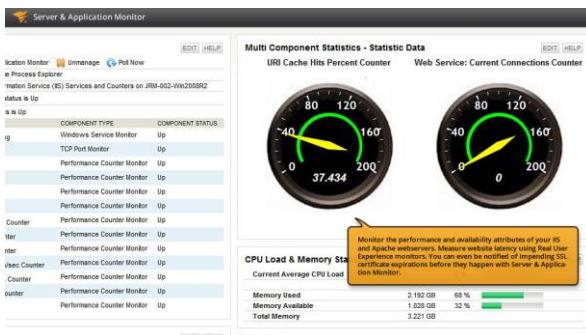 Server & Application Monitor
EDIT HELP
lication Monitor Unmanage Poll Now
e Process Explorer
rmation Service (IIS) Services and Counters on JRM-002-Win2008R2
status is Up
s is Up
COMPONENT TYPE COMPONENT STATUS
Windows Service Monitor Up
TCP Port Monitor Up
Performance Counter Monitor Up
Performance Counter Monitor Up
Performance Counter Monitor Up
Performance Counter Monitor Up
Counter Performance Counter Monitor Up
nter Performance Counter Monitor Up
nter Performance Counter Monitor Up
/sec Counter Performance Counter Monitor Up
Counter Performance Counter Monitor Up
ounter Performance Counter Monitor Up
Performance Counter Monitor Up
Multi Component Statistics - Statistic Data
EDIT HELP
URI Cache Hits Percent Counter
Web Service: Current Connections Counter
0 40 80 120 160 200
37.434
0 40 80 120 160 200
0
Monitor the performance and availability attributes of your IIS
and Apache webservers. Measure website latency using Real User
Experience monitors. You can even be notified of impending SSL
certificate expirations before they happen with Server & Applica-
tion Monitor.
CPU Load & Memory Sta
Current Average CPU Load
Memory Used 2.192 GB 68 %
Memory Available 1.028 GB 32 %
Total Memory 3.221 GB